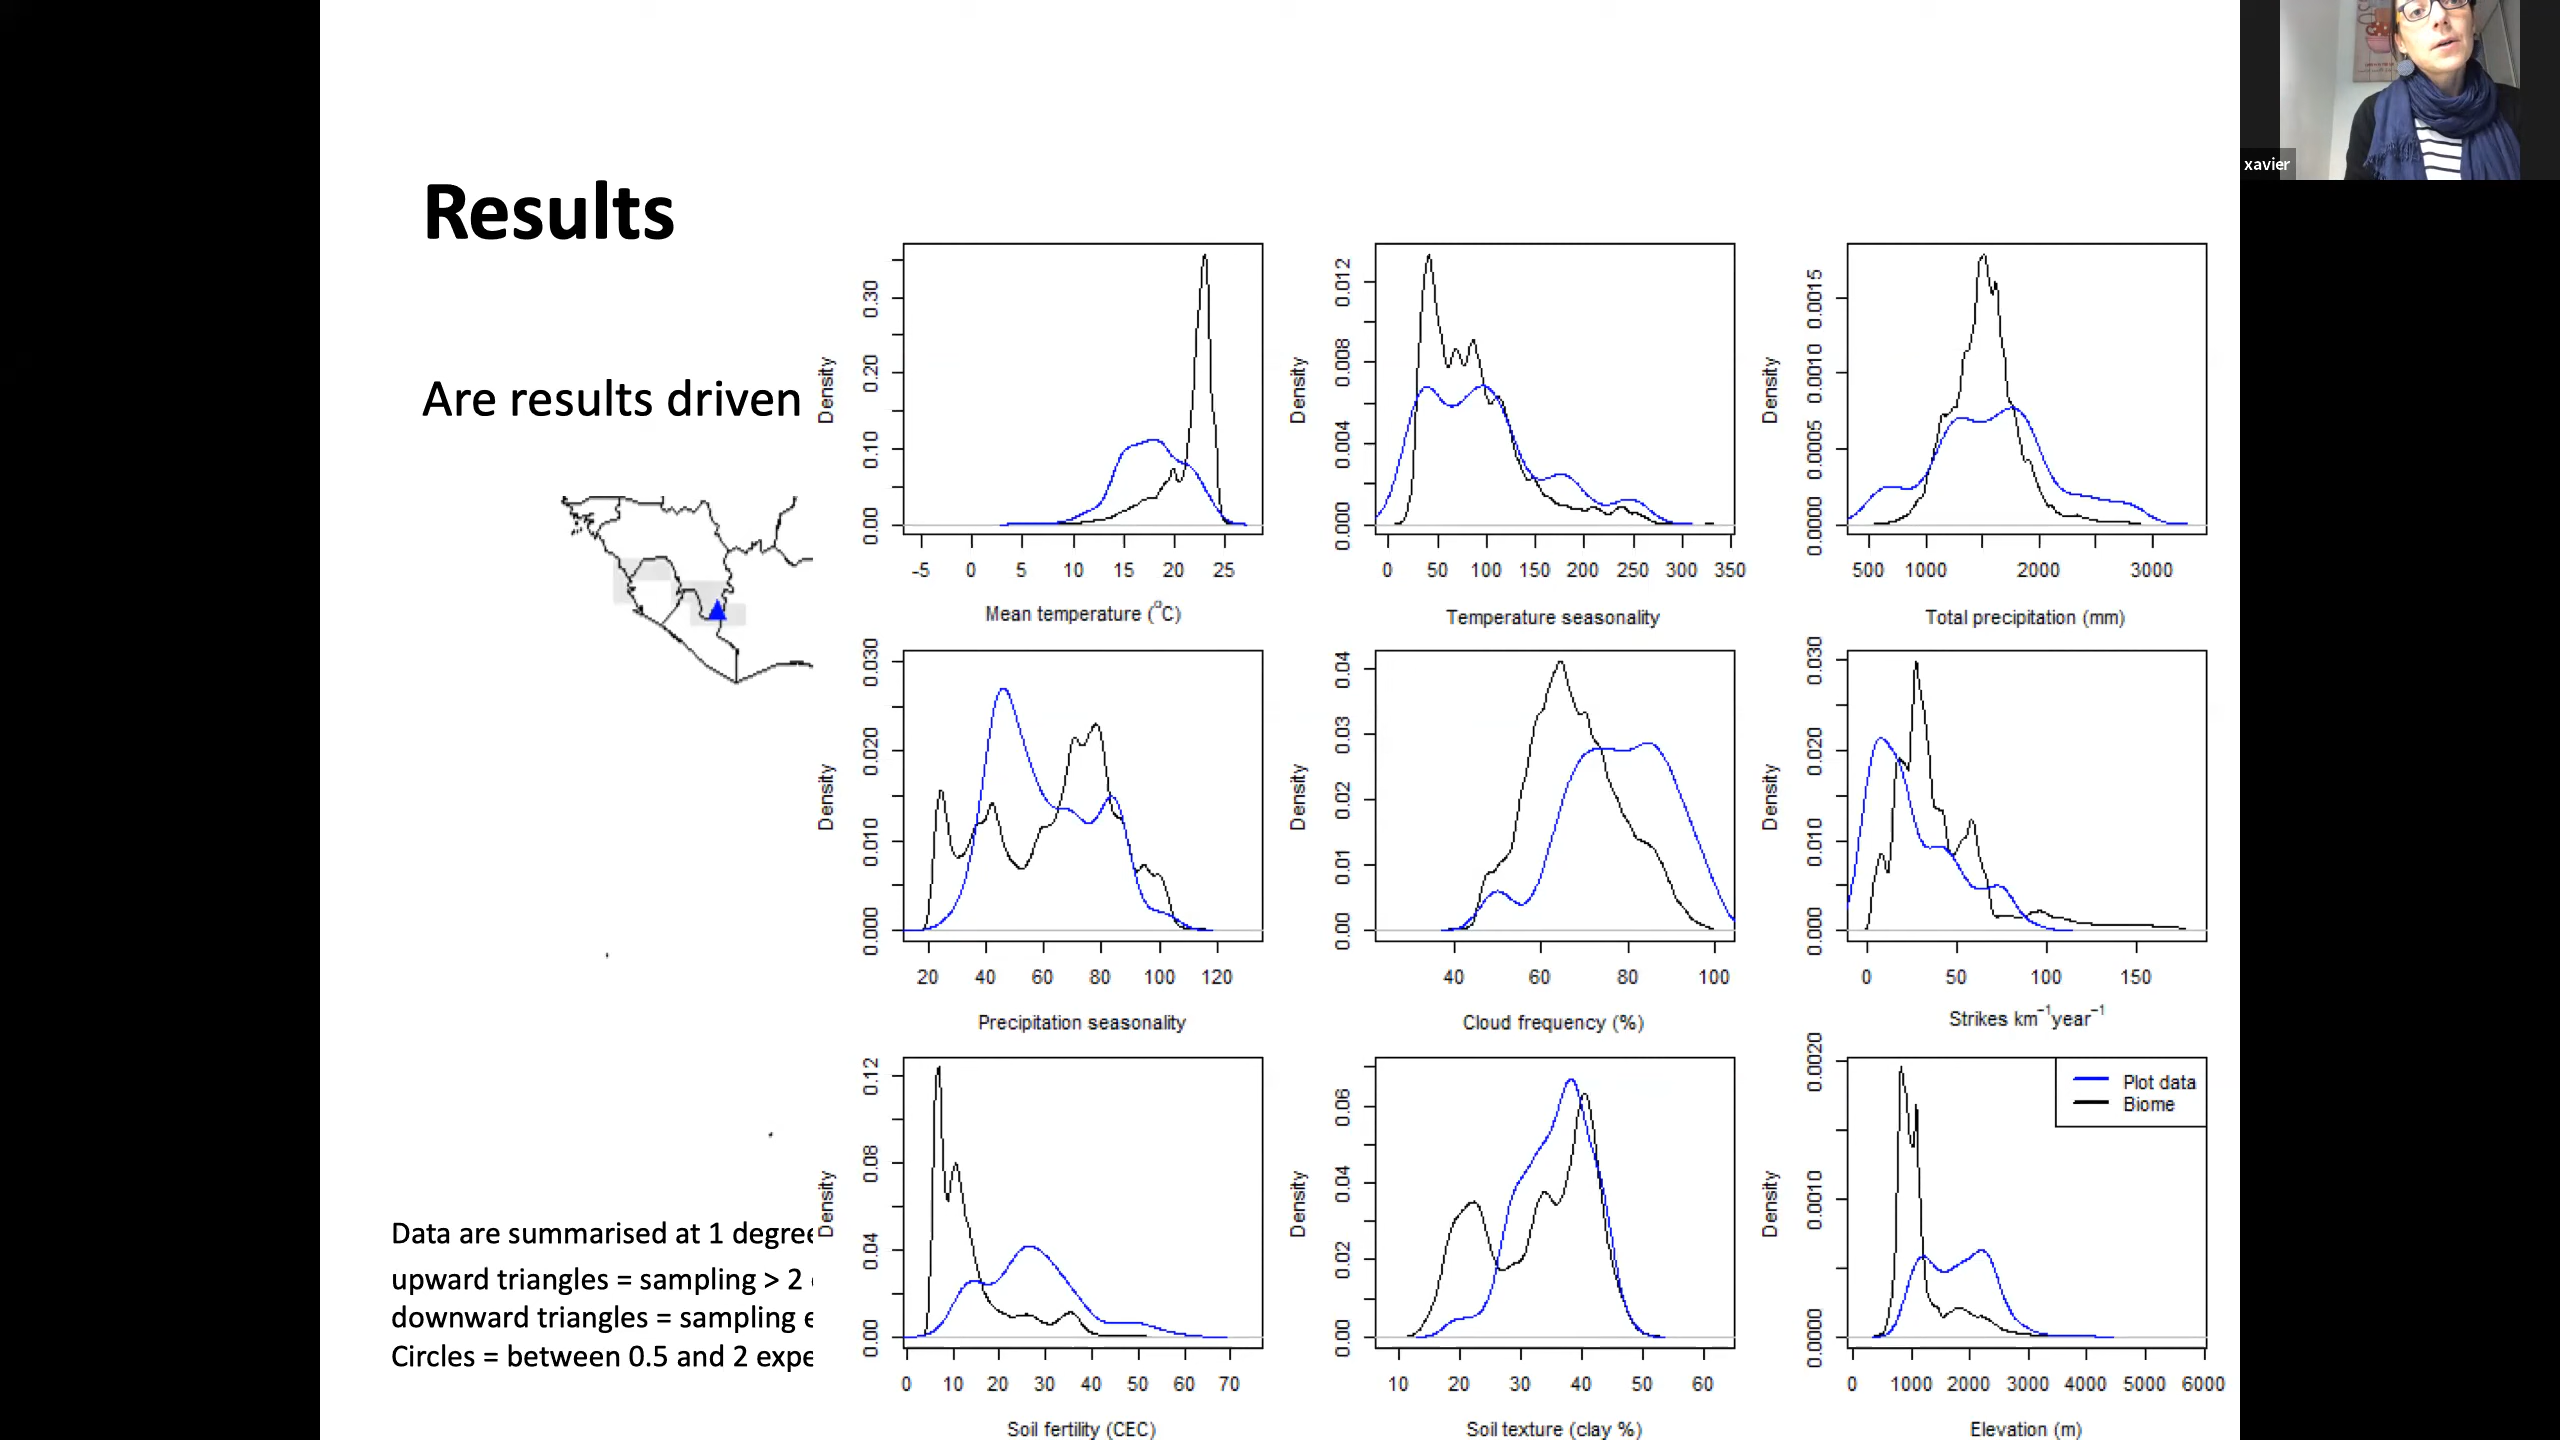 xavier
Results
Are results driven
Density
0.00 0.10 0.20 0.30
-5 0 5 10 15 20 25
Mean temperature (°C)
Density
0.000 0.004 0.008 0.012
0 50 100 150 200 250 300 350
Temperature seasonality
Density
0.0000 0.0005 0.0010 0.0015
500 1000 2000 3000
Total precipitation (mm)
Density
0.000 0.010 0.020 0.030
20 40 60 80 100 120
Precipitation seasonality
Density
0.00 0.01 0.02 0.03 0.04
40 60 80 100
Cloud frequency (%)
Density
0.000 0.010 0.020 0.030
0 50 100 150
Strikes km⁻¹year⁻¹
Density
0.00 0.04 0.08 0.12
0 10 20 30 40 50 60 70
Soil fertility (CEC)
Density
0.00 0.02 0.04 0.06
10 20 30 40 50 60
Soil texture (clay %)
Density
0.0000 0.0010 0.0020
Plot data
Biome
0 1000 2000 3000 4000 5000 6000
Elevation (m)
Data are summarised at 1 degree
upward triangles = sampling > 2
downward triangles = sampling e
Circles = between 0.5 and 2 expe